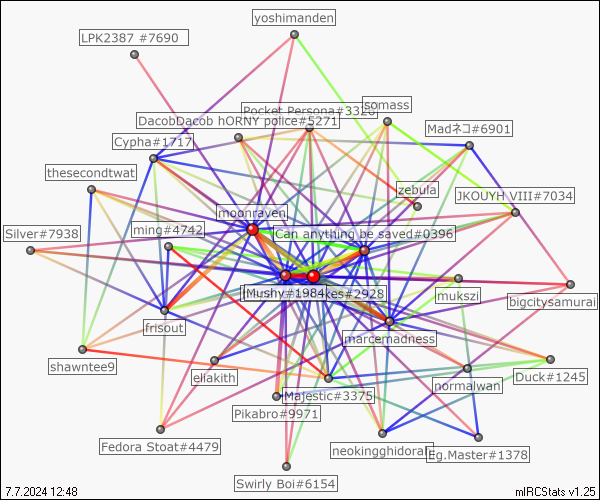 yoshimanden
LPK2387 #7690
somass
Pocket Persona#3320
DacobDacob hORNY police#5271
Madネコ#6901
Cypha#1717
thesecondtwat
zebula
JKOUYH VIII#7034
moonraven
ming#4742
Can anything be saved#0396
Silver#7938
Mushy#1984
kes#2928
mukszi
bigcitysamurai
frisout
marcemadness
shawntee9
eliakith
Duck#1245
normalwan
Majestic#3375
Pikabro#9971
Fedora Stoat#4479
neokingghidorah
Eg.Master#1378
Swirly Boi#6154
7.7.2024 12:48
mIRCStats v1.25